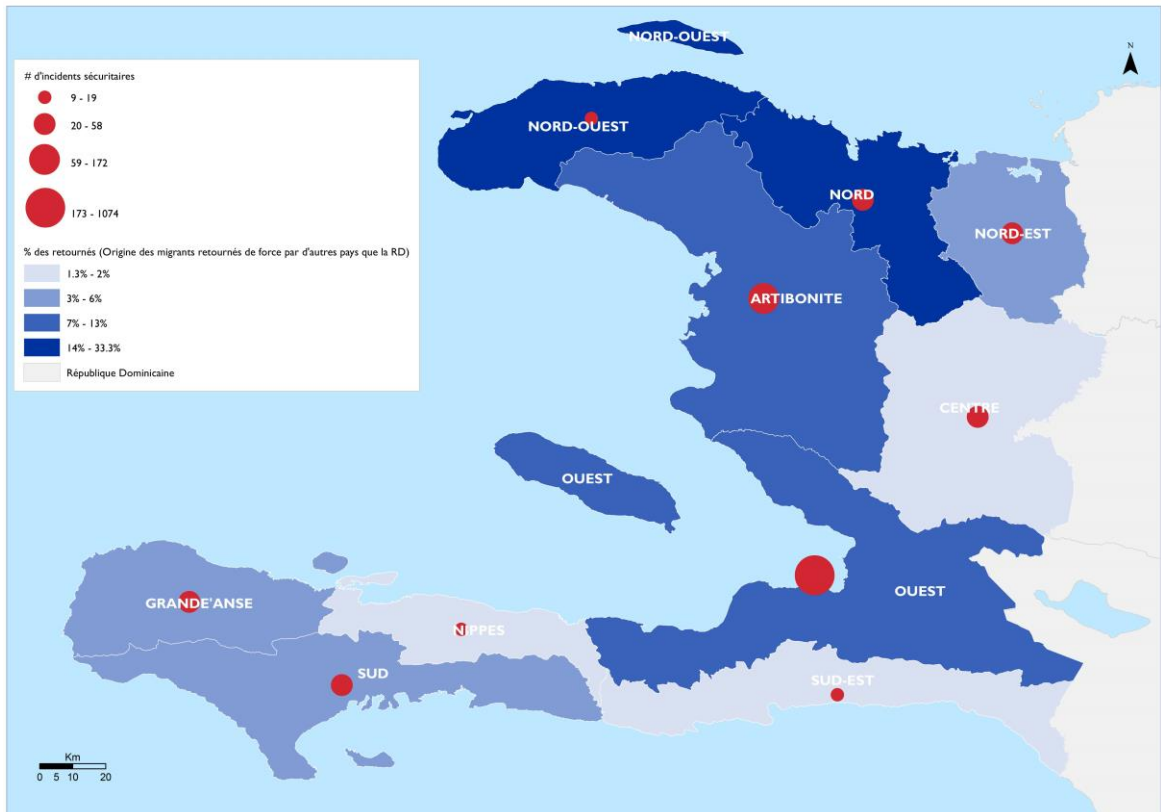 # d'incidents sécuritaires
9 - 19
20 - 58
59 - 172
173 - 1074
% des retournés (Origine des migrants retournés de force par d'autres pays que la RD)
1.3% - 2%
3% - 6%
7% - 13%
14% - 33.3%
République Dominicaine
N
NORD-OUEST
NORD-OUEST
NORD
NORD-EST
ARTIBONITE
CENTRE
OUEST
OUEST
GRANDE'ANSE
NIPPES
SUD
SUD-EST
Km
0 5 10 20